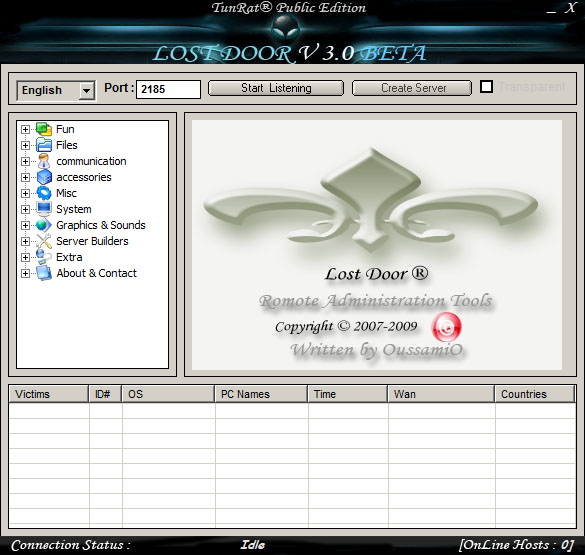 TunRat® Public Edition
_ X
LOST DOOR V 3.0 BETA
English Port : 2185 Start Listening Create Server Transparent
Fun
Files
communication
accessories
Misc
System
Graphics & Sounds
Server Builders
Extra
About & Contact
Lost Door ®
Romote Administration Tools
Copyright © 2007-2009
Written by OussamiO
Victims ID# OS PC Names Time Wan Countries
Connection Status : Idle [OnLine Hosts : 0]